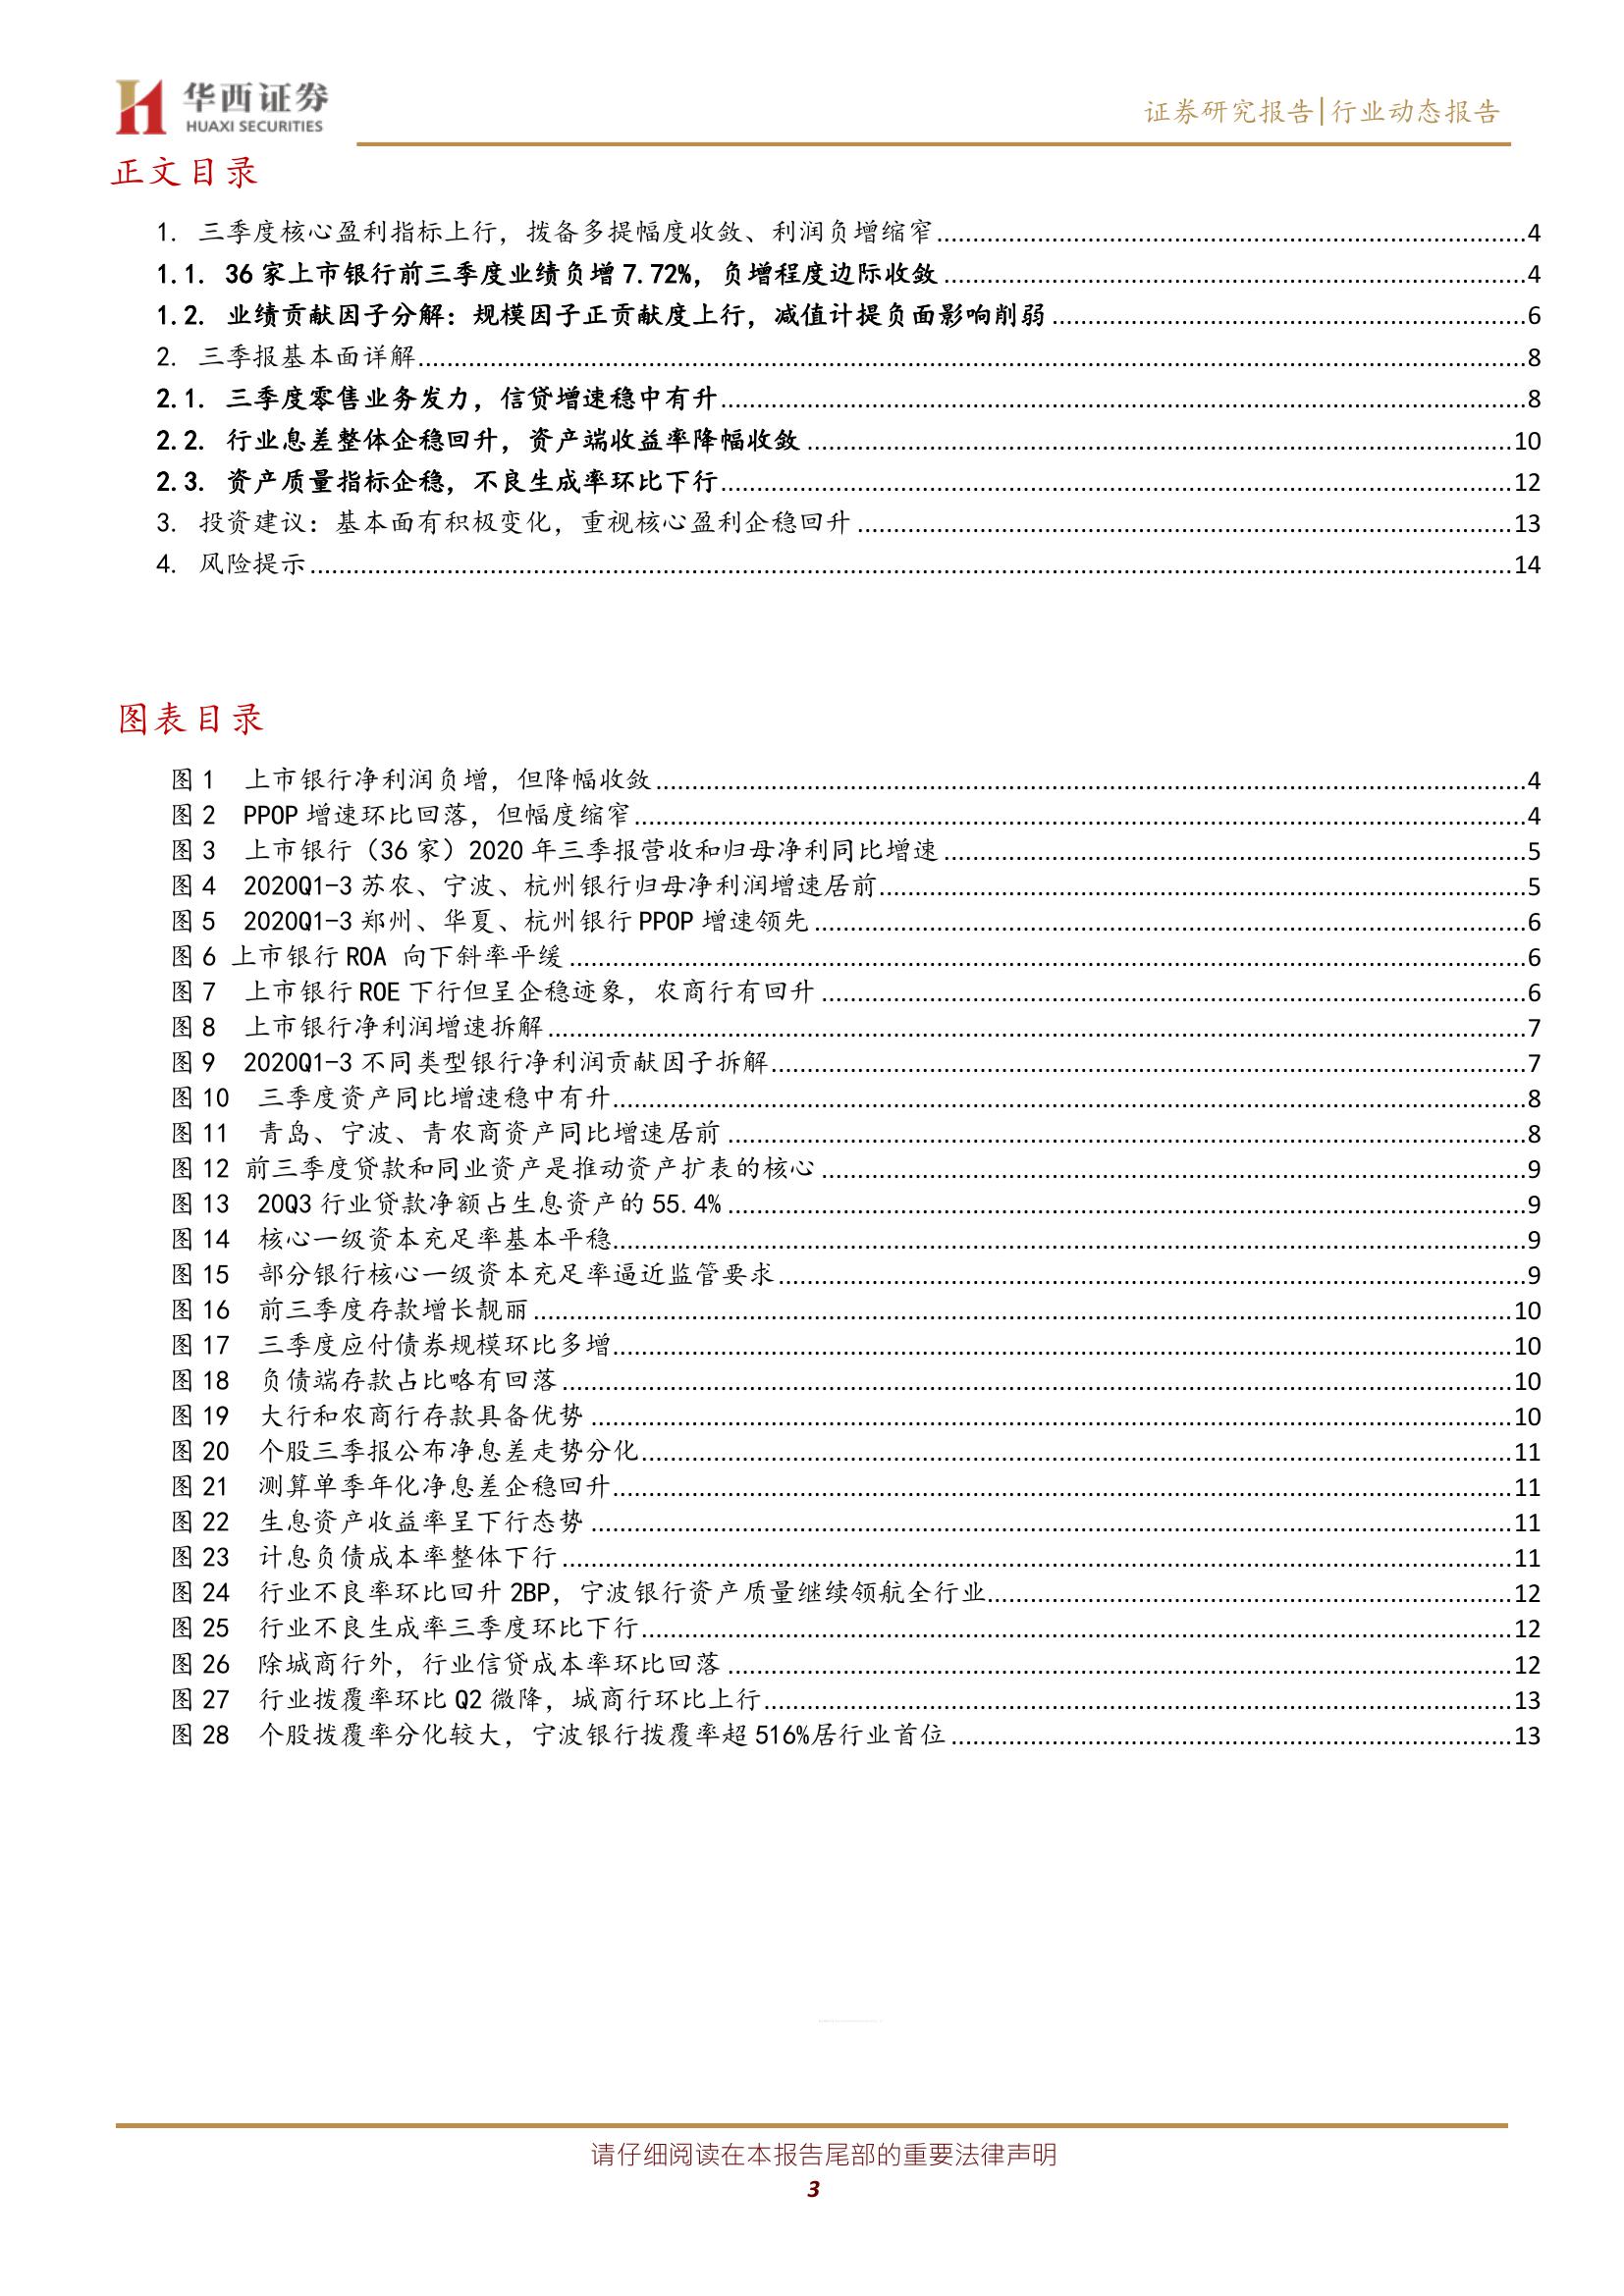 华西证券
HUAXI SECURITIES
证券研究报告|行业动态报告
正文目录
1. 三季度核心盈利指标上行，拨备多提幅度收敛、利润负增缩窄................4
1.1. 36 家上市银行前三季度业绩负增 7.72%，负增程度边际收敛................4
1.2. 业绩贡献因子分解：规模因子正贡献度上行，减值计提负面影响削弱................6
2. 三季报基本面详解................8
2.1. 三季度零售业务发力，信贷增速稳中有升................8
2.2. 行业息差整体企稳回升，资产端收益率降幅收敛................10
2.3. 资产质量指标企稳，不良生成率环比下行................12
3. 投资建议：基本面有积极变化，重视核心盈利企稳回升................13
4. 风险提示................14
图表目录
图 1 上市银行净利润负增，但降幅收敛................4
图 2 PPOP 增速环比回落，但幅度缩窄................4
图 3 上市银行（36 家）2020 年三季报营收和归母净利同比增速................5
图 4 2020Q1-3 苏农、宁波、杭州银行归母净利润增速居前................5
图 5 2020Q1-3 郑州、华夏、杭州银行 PPOP 增速领先................6
图 6 上市银行 ROA 向下斜率平缓................6
图 7 上市银行 ROE 下行但呈企稳迹象，农商行有回升................6
图 8 上市银行净利润增速拆解................7
图 9 2020Q1-3 不同类型银行净利润贡献因子拆解................7
图 10 三季度资产同比增速稳中有升................8
图 11 青岛、宁波、青农商资产同比增速居前................8
图 12 前三季度贷款和同业资产是推动资产扩表的核心................9
图 13 20Q3 行业贷款净额占生息资产的 55.4%................9
图 14 核心一级资本充足率基本平稳................9
图 15 部分银行核心一级资本充足率逼近监管要求................9
图 16 前三季度存款增长靓丽................10
图 17 三季度应付债券规模环比多增................10
图 18 负债端存款占比略有回落................10
图 19 大行和农商行存款具备优势................10
图 20 个股三季报公布净息差走势分化................11
图 21 测算单季年化净息差企稳回升................11
图 22 生息资产收益率呈下行态势................11
图 23 计息负债成本率整体下行................11
图 24 行业不良率环比回升 2BP，宁波银行资产质量继续领航全行业................12
图 25 行业不良生成率三季度环比下行................12
图 26 除城商行外，行业信贷成本率环比回落................12
图 27 行业拨覆率环比 Q2 微降，城商行环比上行................13
图 28 个股拨覆率分化较大，宁波银行拨覆率超 516%居行业首位................13
请仔细阅读在本报告尾部的重要法律声明
3